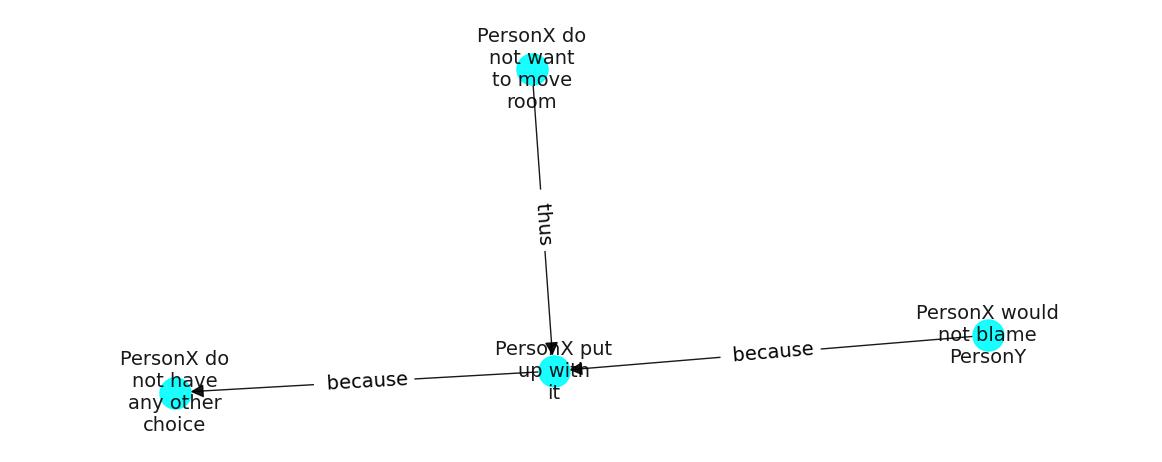 PersonX do
not want
to move
room
thus
PersonX would
not blame
PersonY
because
PersonX put
up with
it
because
PersonX do
not have
any other
choice